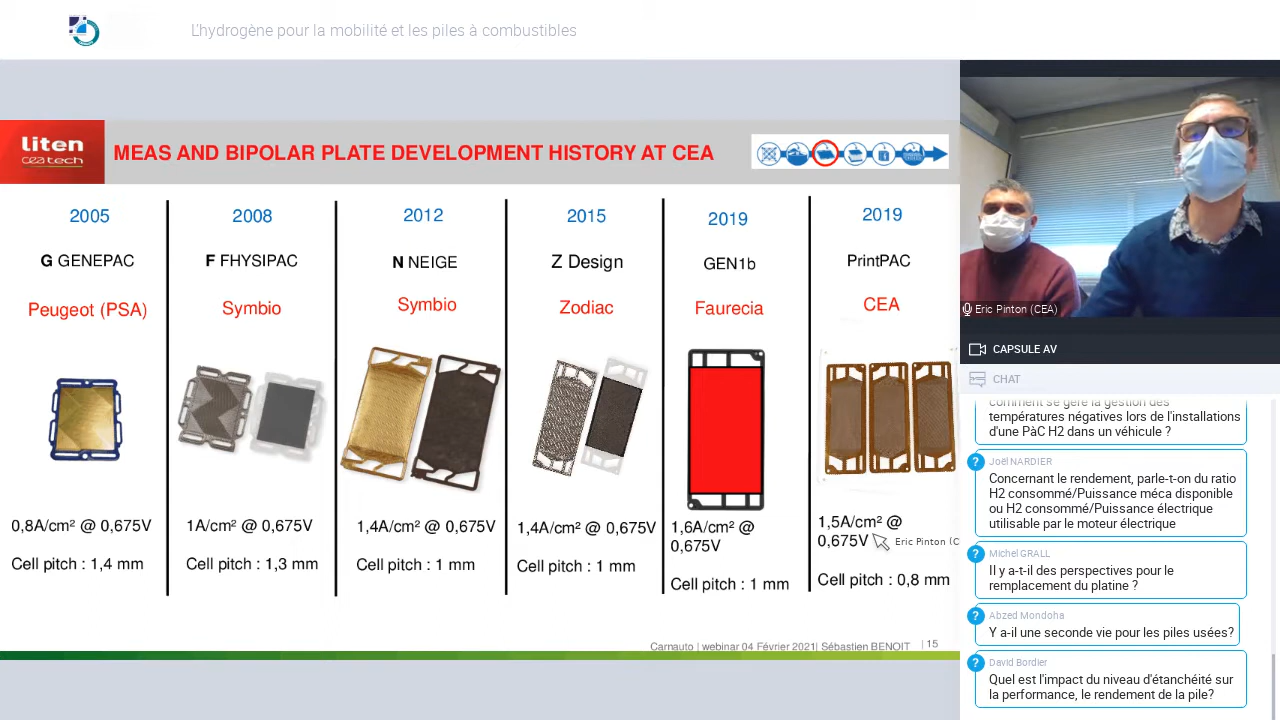 L'hydrogène pour la mobilité et les piles à combustibles
liten
ceatech
MEAS AND BIPOLAR PLATE DEVELOPMENT HISTORY AT CEA
2005
G GENEPAC
Peugeot (PSA)
0,8A/cm² @ 0,675V
Cell pitch : 1,4 mm
2008
F FHYSIPAC
Symbio
1A/cm² @ 0,675V
Cell pitch : 1,3 mm
2012
N NEIGE
Symbio
1,4A/cm² @ 0,675V
Cell pitch : 1 mm
2015
Z Design
Zodiac
1,4A/cm² @ 0,675V
Cell pitch : 1 mm
2019
GEN1b
Faurecia
1,6A/cm² @
0,675V
Cell pitch : 1 mm
2019
PrintPAC
CEA
1,5A/cm² @
0,675V
Eric Pinton (C
Cell pitch : 0,8 mm
Carnauto | webinar 04 Février 2021| Sébastien BENOIT | 15
Eric Pinton (CEA)
CAPSULE AV
CHAT
comment se gère la gestion des
températures négatives lors de l'installations
d'une PàC H2 dans un véhicule ?
Joël NARDIER
Concernant le rendement, parle-t-on du ratio
H2 consommé/Puissance méca disponible
ou H2 consommé/Puissance électrique
utilisable par le moteur électrique
Michel GRALL
Il y a-t-il des perspectives pour le
remplacement du platine ?
Abzed Mondoha
Y a-il une seconde vie pour les piles usées?
David Bordier
Quel est l'impact du niveau d'étanchéité sur
la performance, le rendement de la pile?